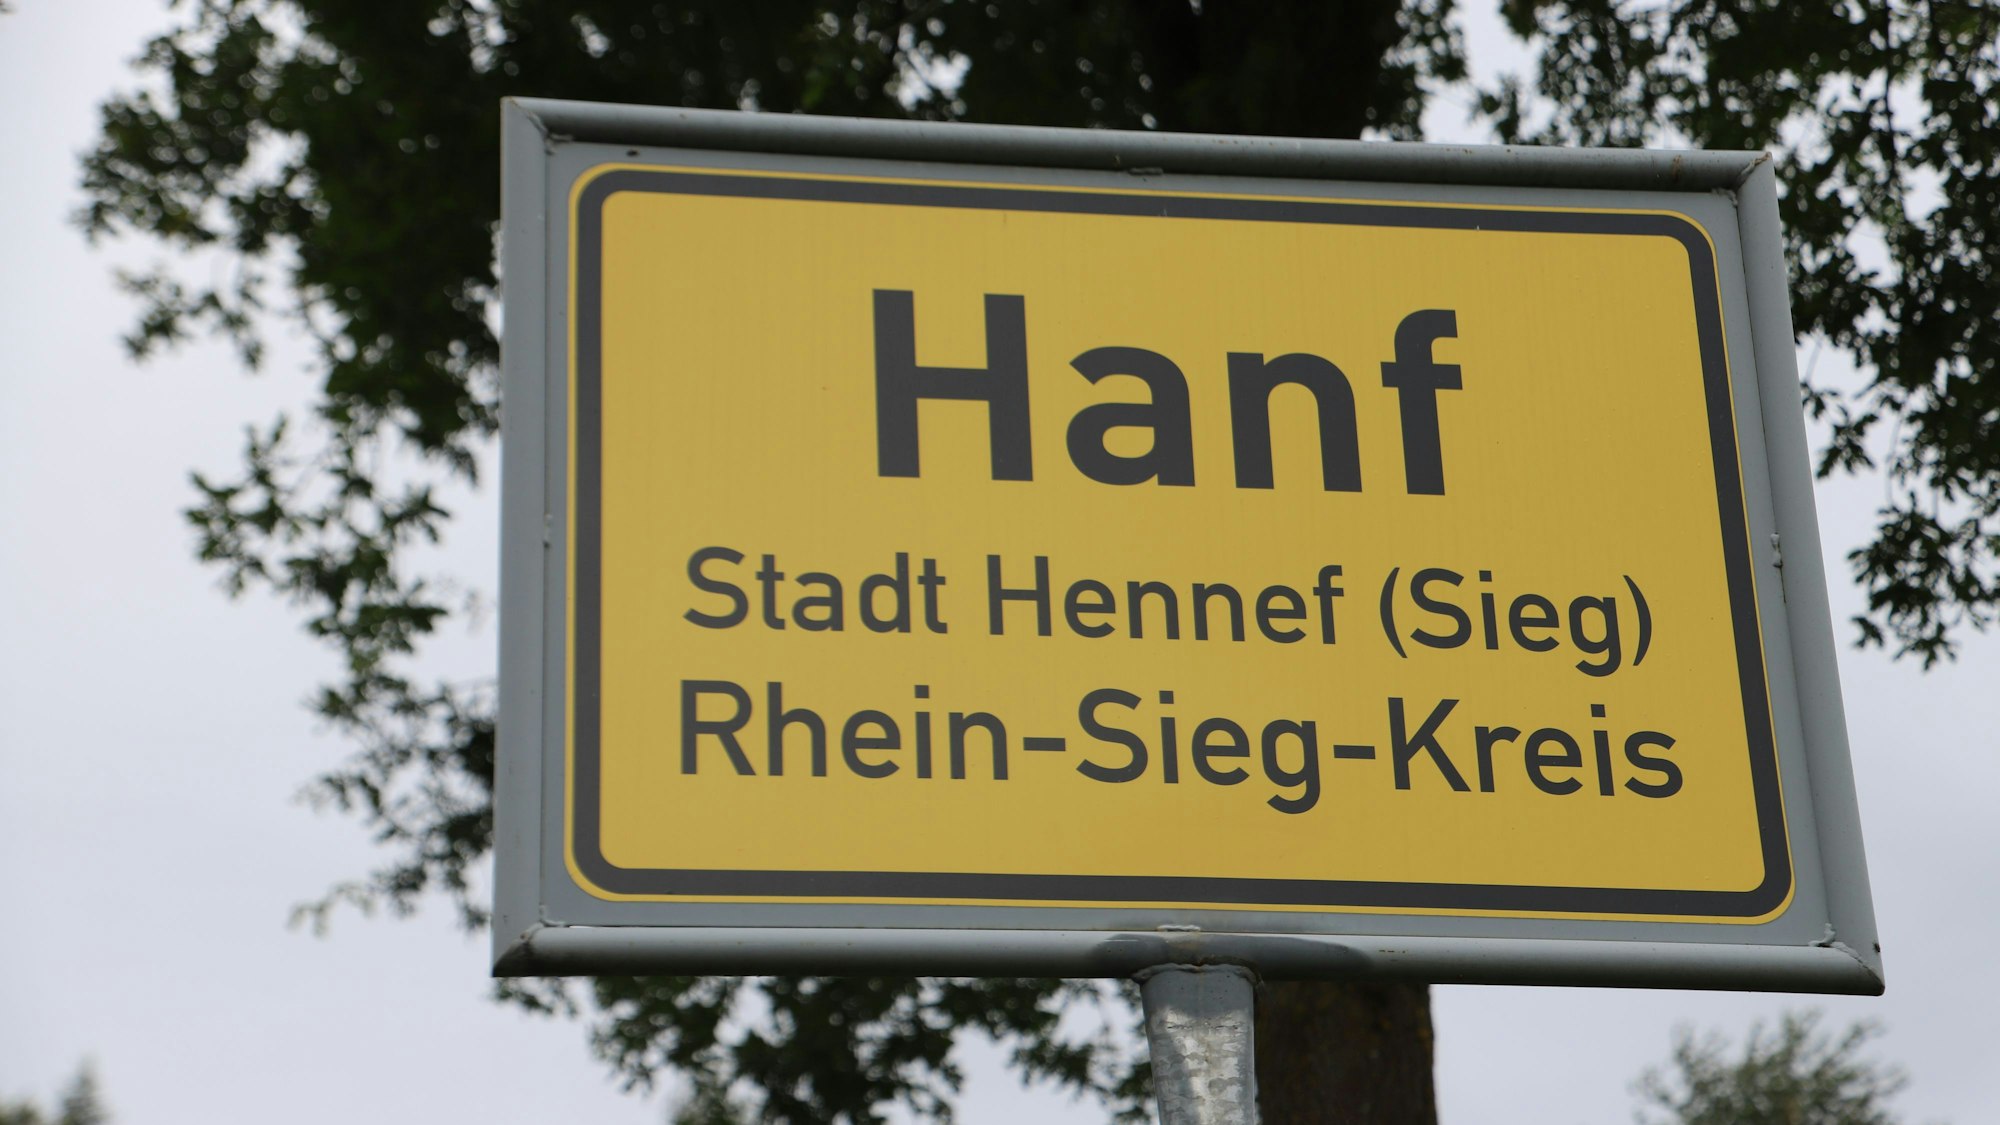 Hanf
Stadt Hennef (Sieg)
Rhein-Sieg-Kreis